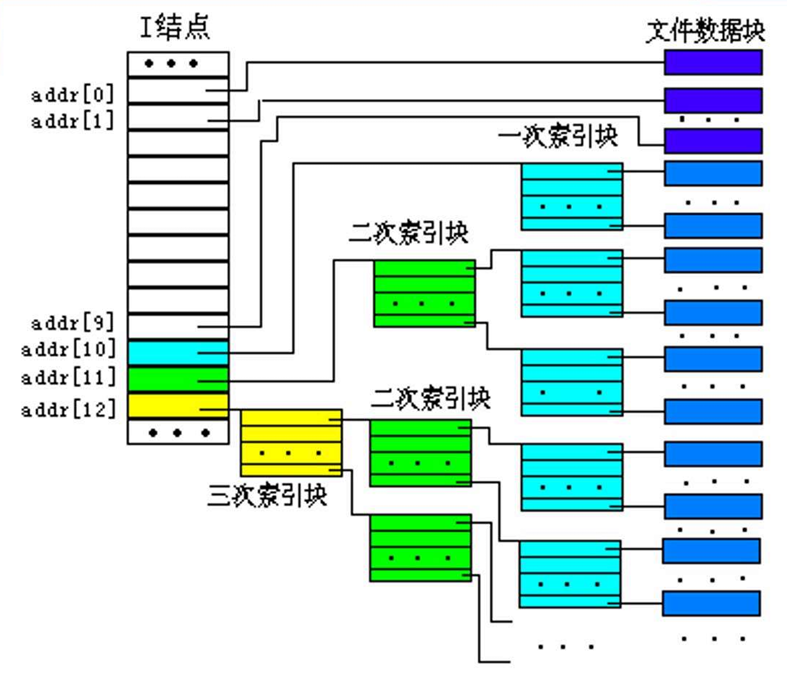 I结点
文件数据块
addr[0]
addr[1]
一次索引块
二次索引块
addr[9]
addr[10]
addr[11]
addr[12]
二次索引块
三次索引块